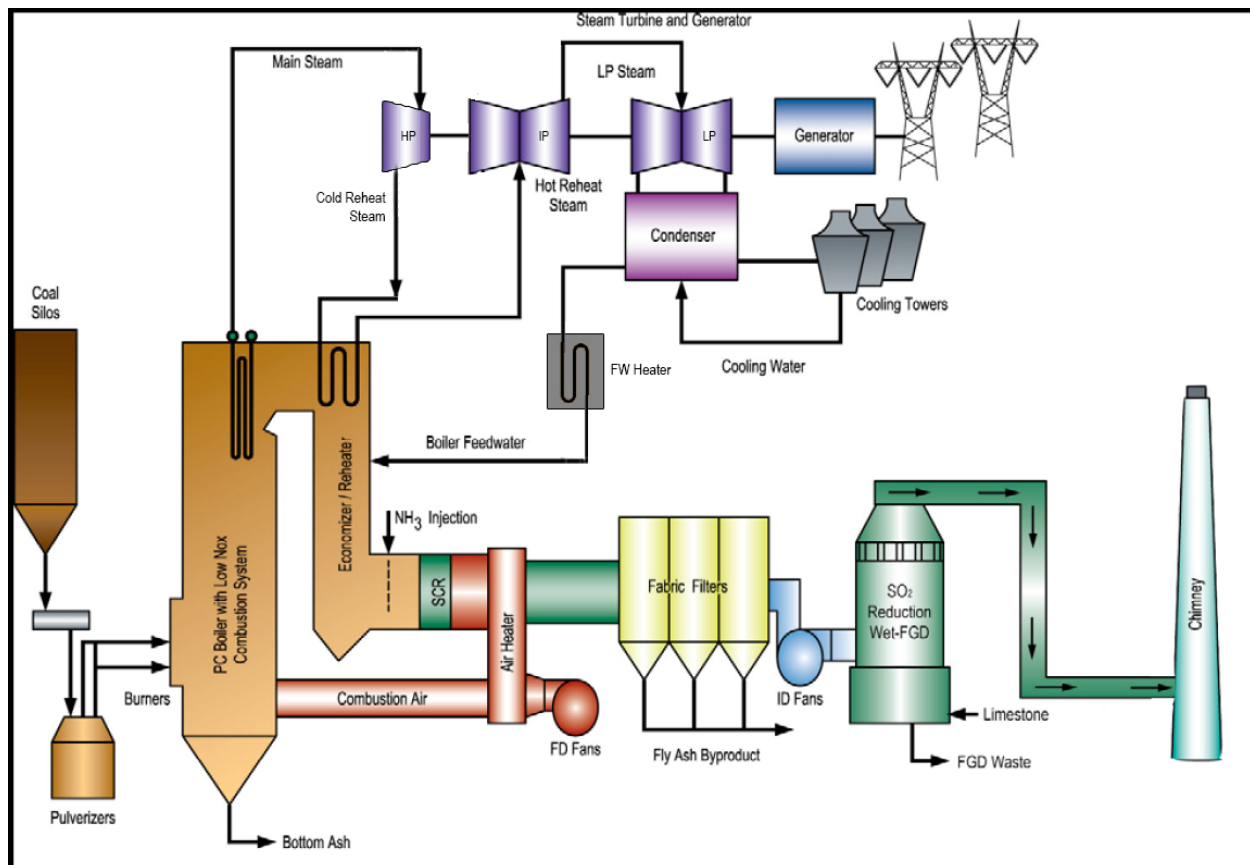 Steam Turbine and Generator
Main Steam
LP Steam
HP
IP
LP
Generator
Cold Reheat
Steam
Hot Reheat
Steam
Condenser
Cooling Towers
Coal
Silos
FW Heater
Cooling Water
Boiler Feedwater
PC Boiler with Low Nox
Combustion System
Economizer / Reheater
NH3 Injection
SCR
Air Heater
Fabric Filters
SO2
Reduction
Wet-FGD
Chimney
Burners
Combustion Air
FD Fans
ID Fans
Limestone
Fly Ash Byproduct
FGD Waste
Pulverizers
Bottom Ash